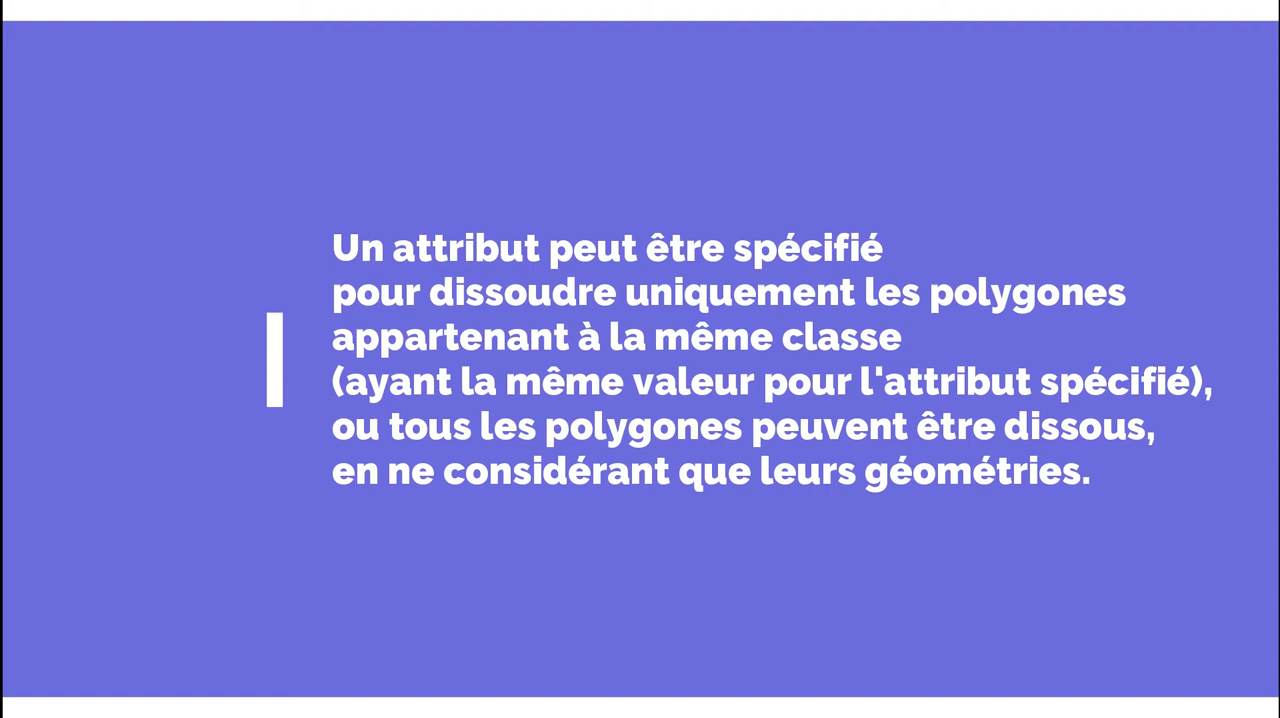 Un attribut peut être spécifié
pour dissoudre uniquement les polygones
appartenant à la même classe
(ayant la même valeur pour l'attribut spécifié),
ou tous les polygones peuvent être dissous,
en ne considérant que leurs géométries.